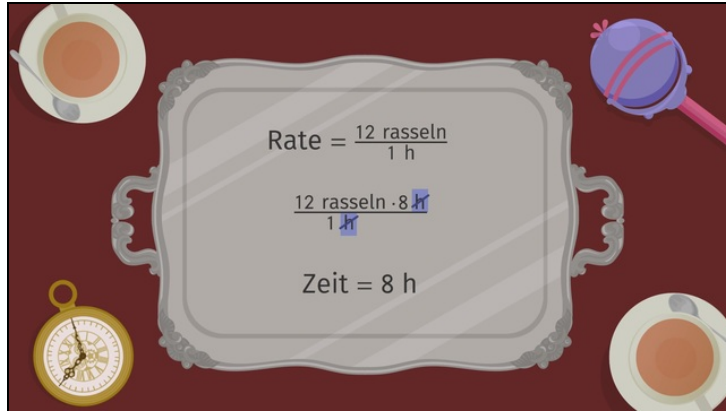 Rate = 12 rasseln / 1 h
12 rasseln · 8 h / 1 h
Zeit = 8 h